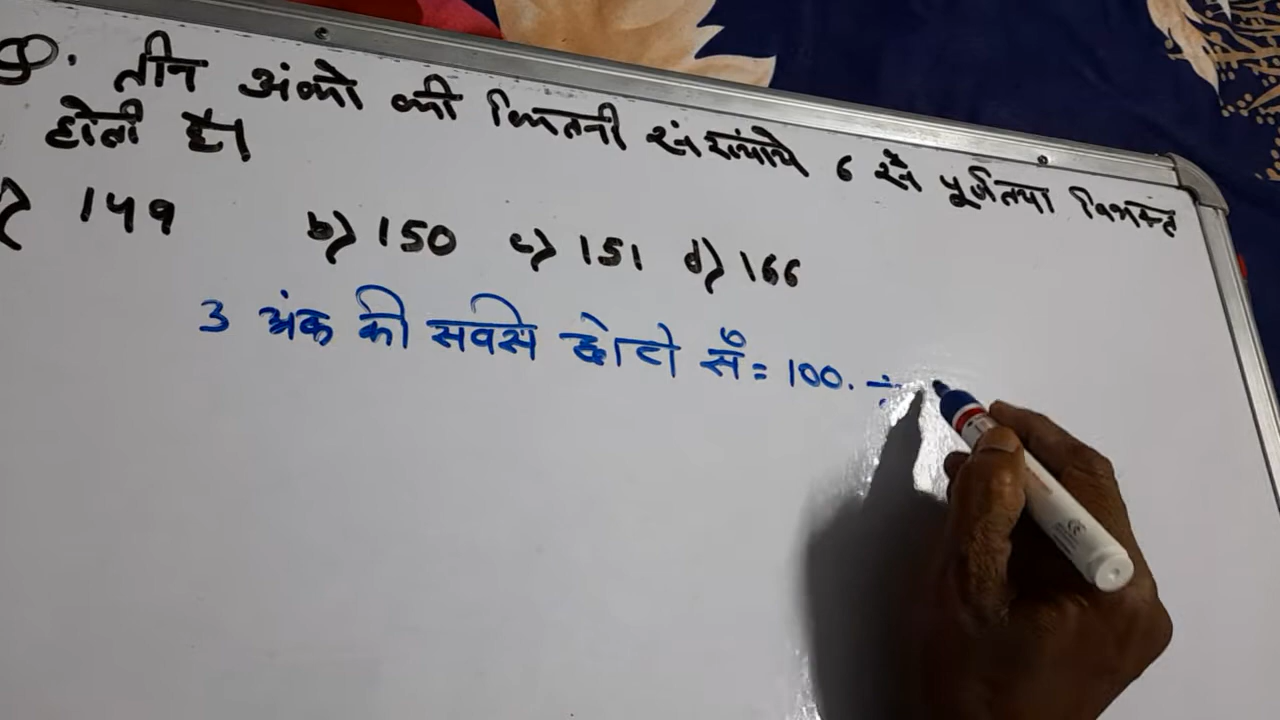 Q. तीन अंको की कितनी संख्यांये 6 सें पूर्णतया विभक्त
होती है।
149 b) 150 c) 151 d) 166
3 अंक की सबसे छोटी सँ = 100. ÷